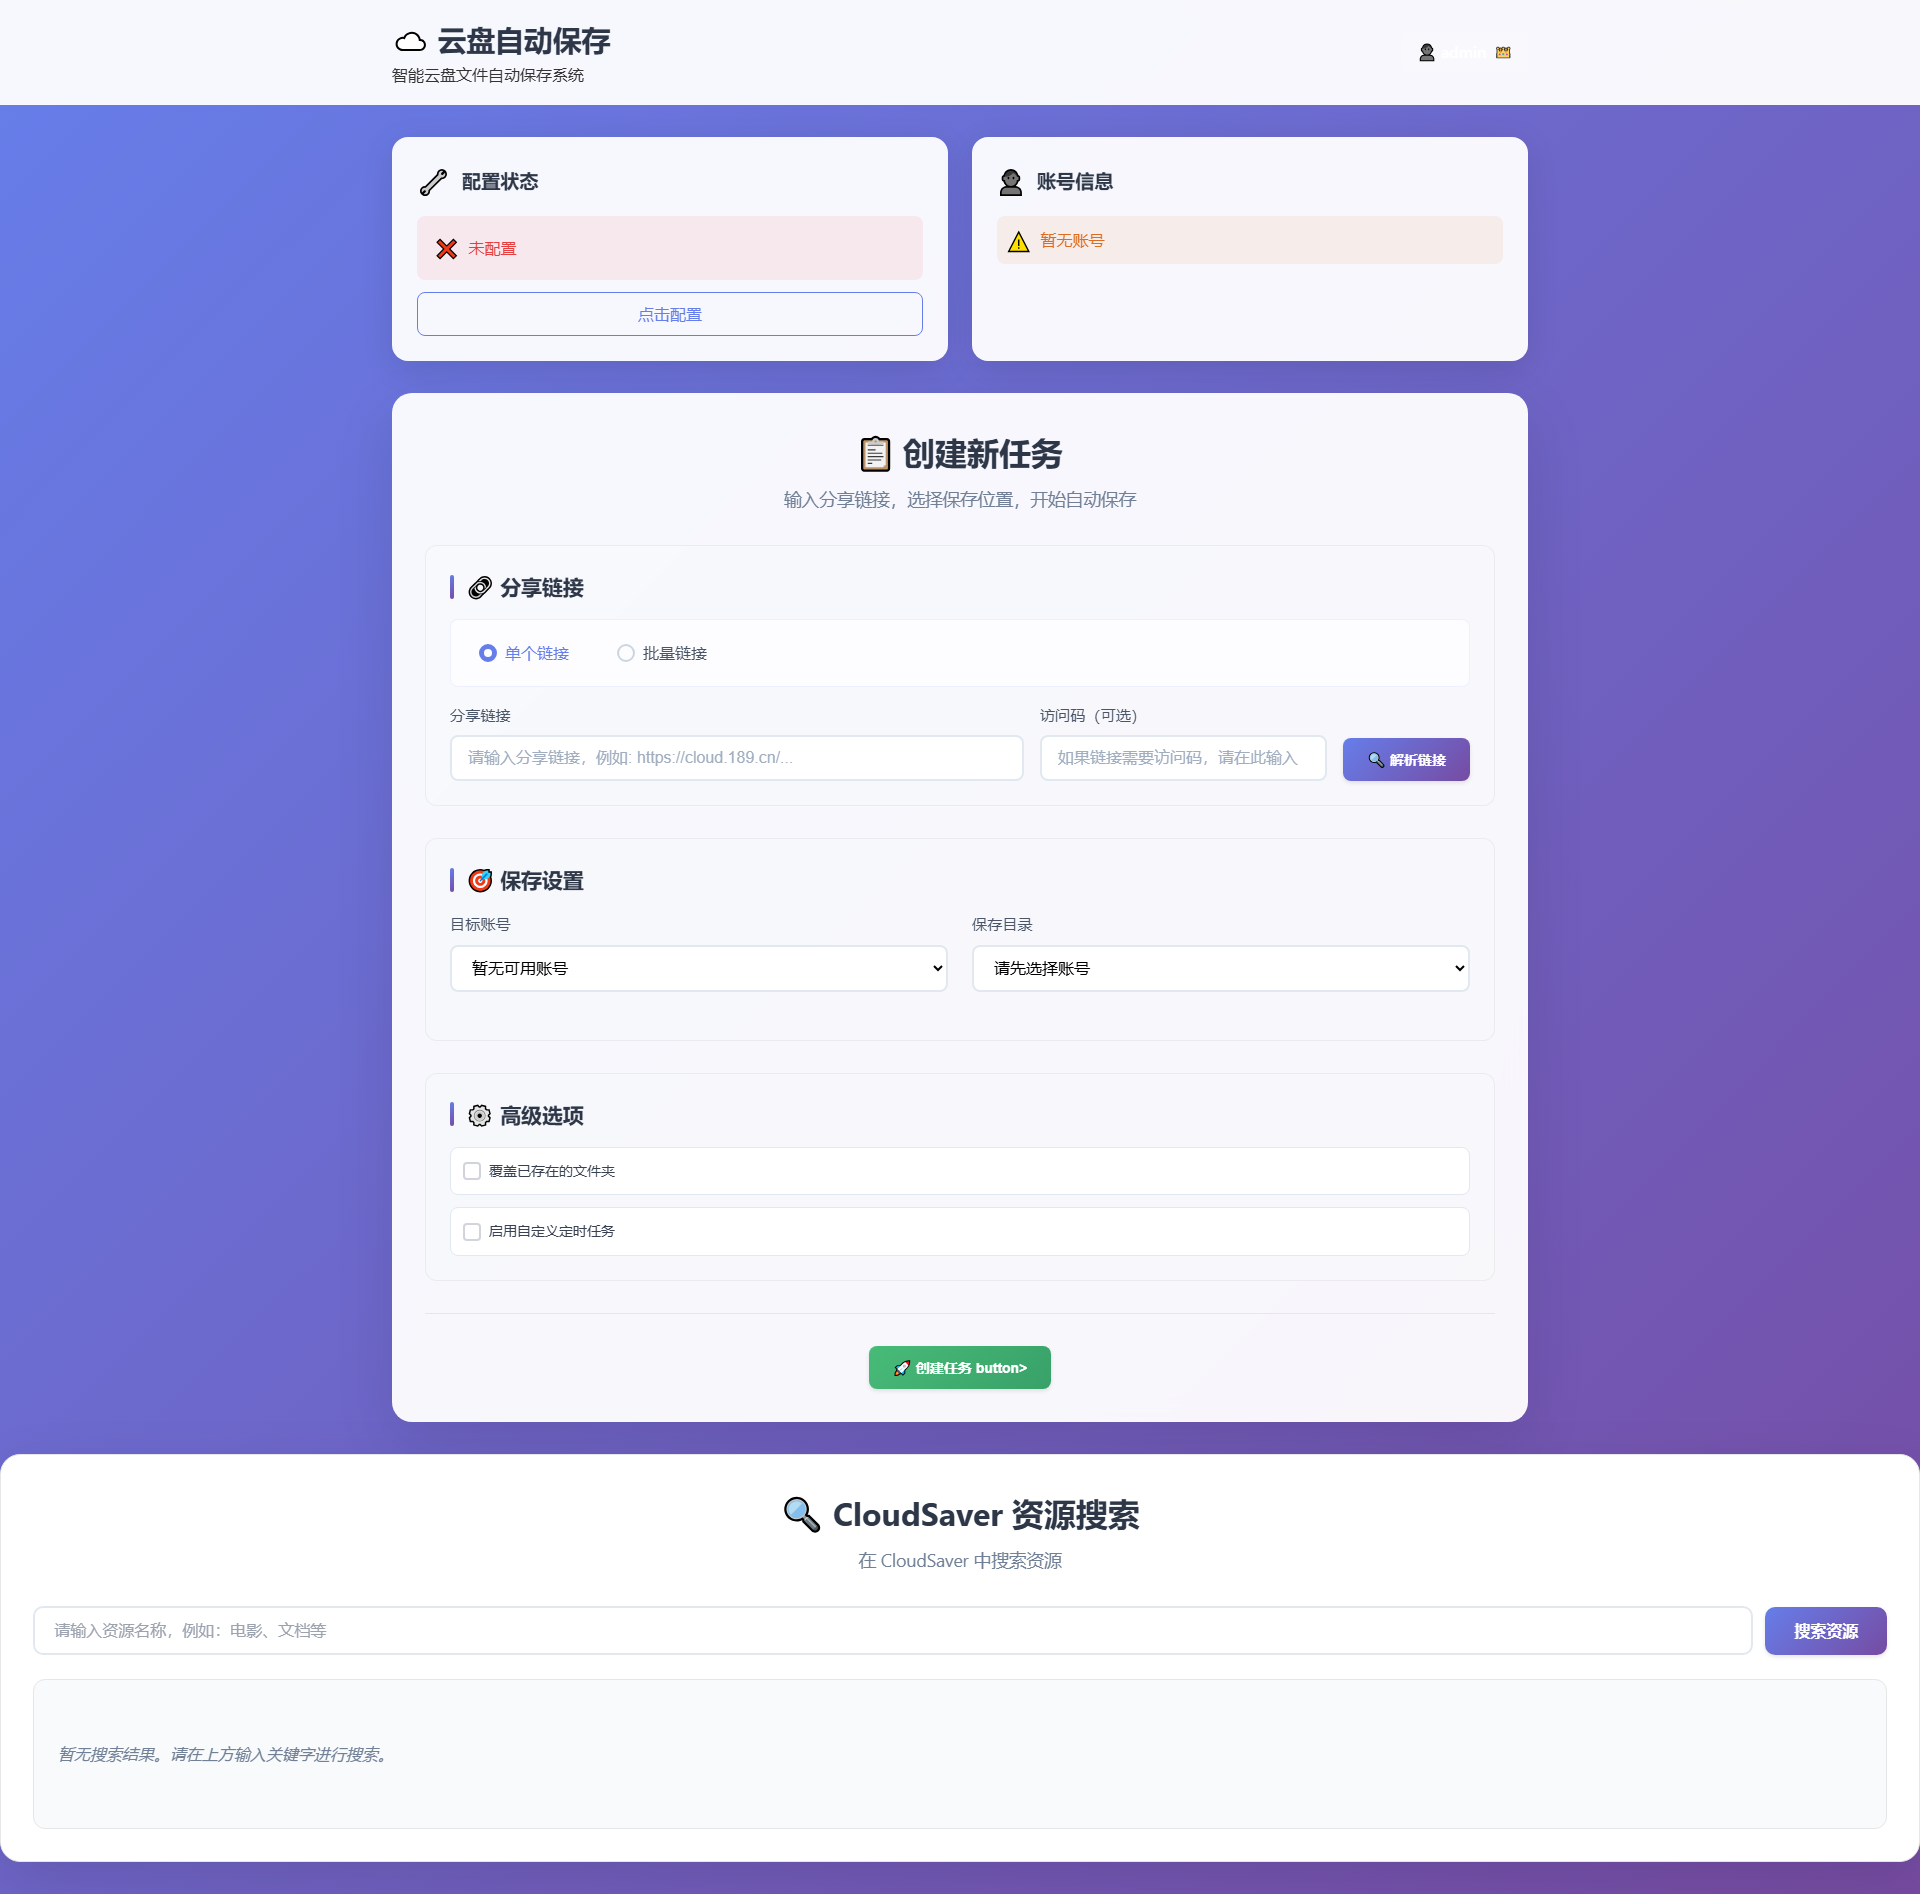 云盘自动保存
智能云盘文件自动保存系统
admin
配置状态
未配置
点击配置
账号信息
暂无账号
创建新任务
输入分享链接，选择保存位置，开始自动保存
分享链接
单个链接 批量链接
分享链接 访问码（可选）
请输入分享链接，例如: https://cloud.189.cn/... 如果链接需要访问码，请在此输入 解析链接
保存设置
目标账号 保存目录
暂无可用账号 请先选择账号
高级选项
覆盖已存在的文件夹
启用自定义定时任务
创建任务 button>
CloudSaver 资源搜索
在 CloudSaver 中搜索资源
请输入资源名称，例如：电影、文档等 搜索资源
暂无搜索结果。请在上方输入关键字进行搜索。